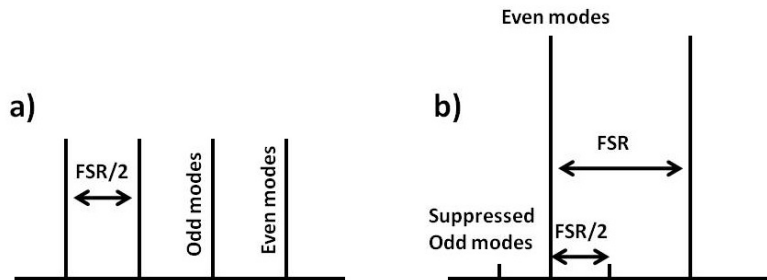 a)
FSR/2
Odd modes
Even modes
b)
Even modes
FSR
Suppressed
Odd modes
FSR/2